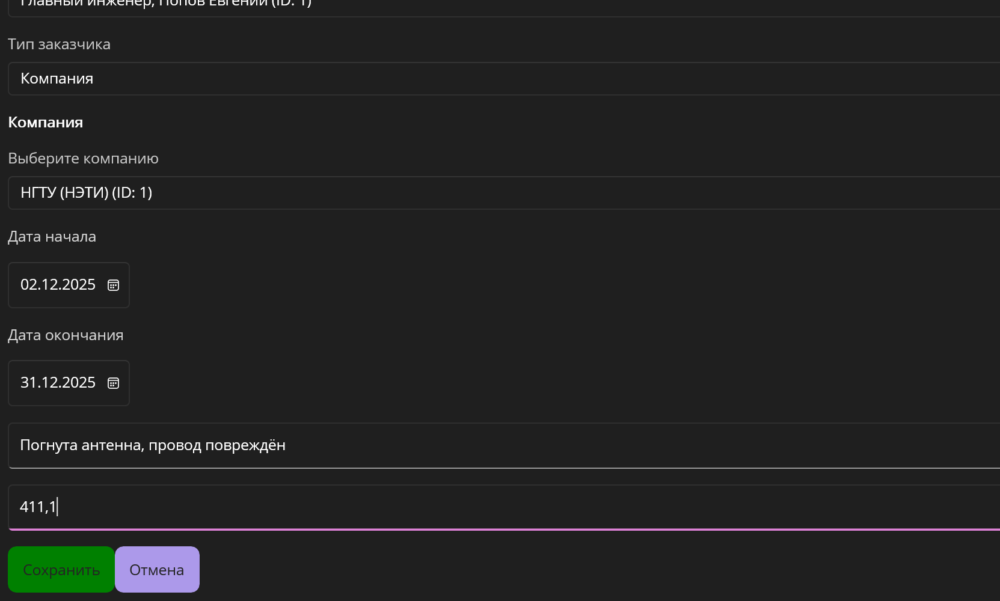 Главный инженер, Попов Евгений (ID: 1)
Тип заказчика
Компания
Компания
Выберите компанию
НГТУ (НЭТИ) (ID: 1)
Дата начала
02.12.2025
Дата окончания
31.12.2025
Погнута антенна, провод повреждён
411,1
Сохранить Отмена